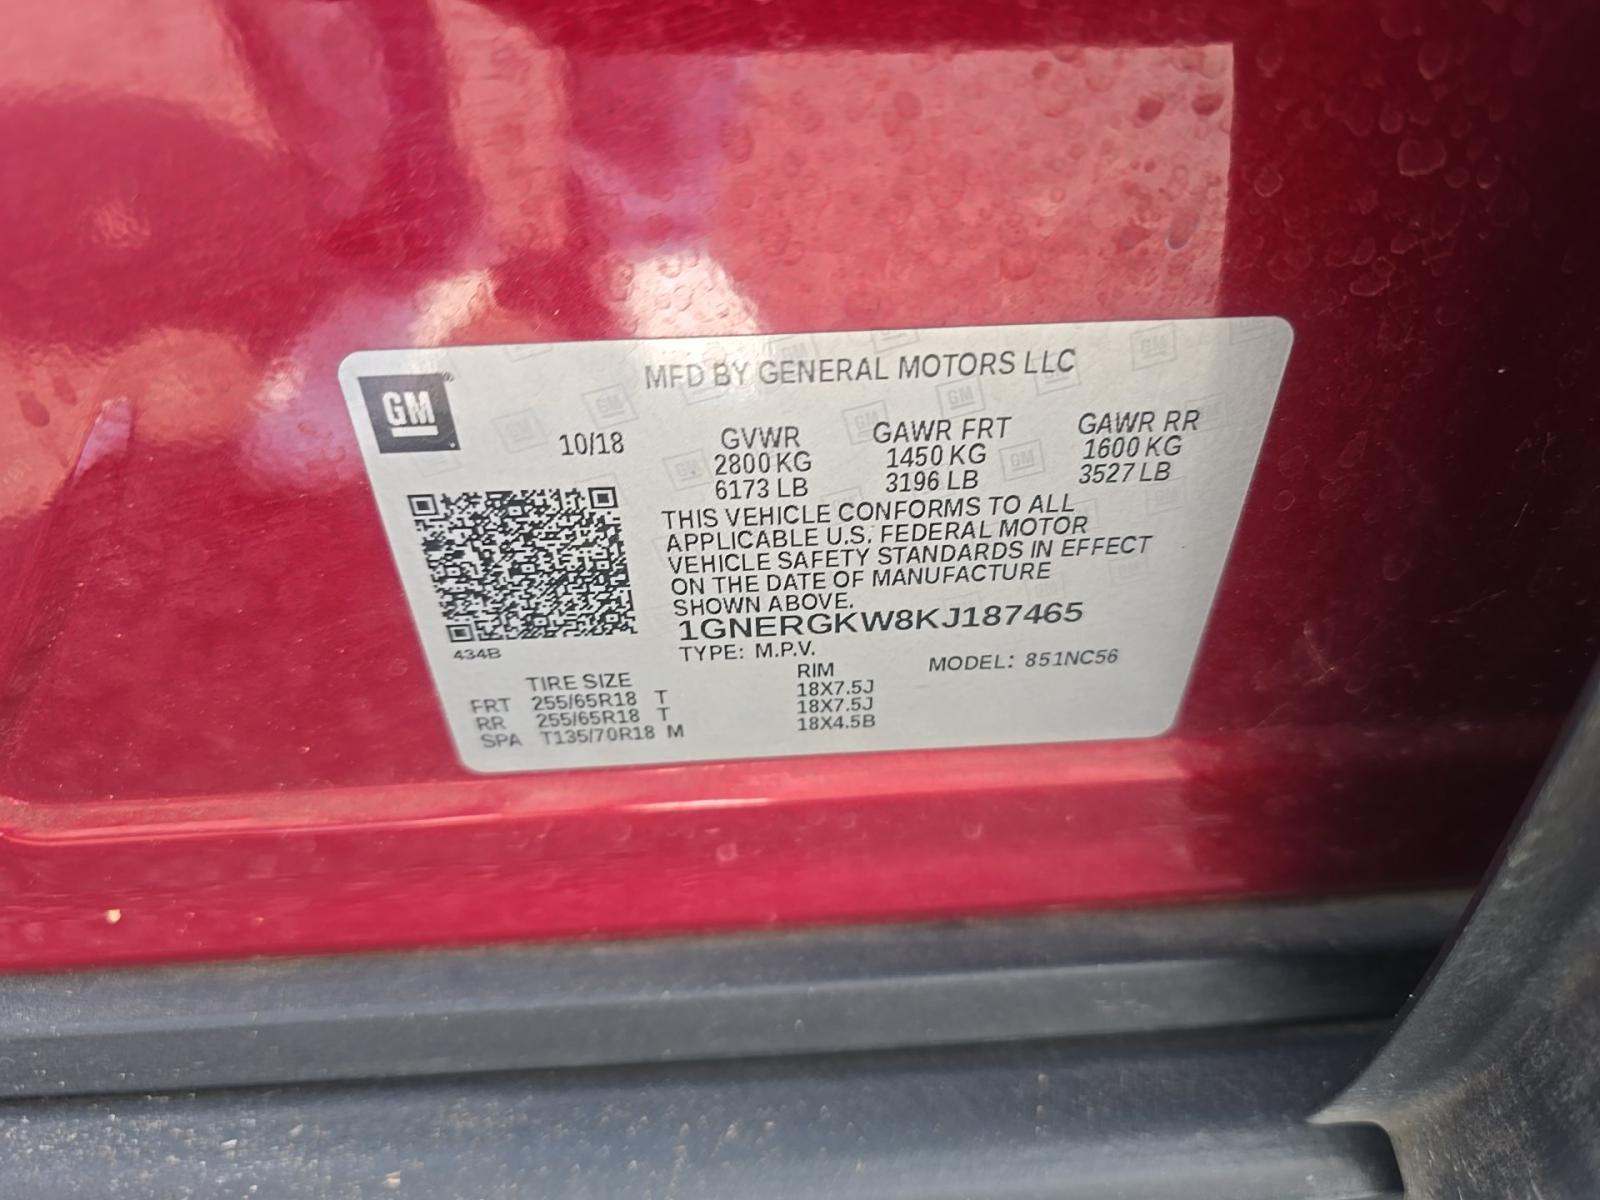 GM
MFD BY GENERAL MOTORS LLC
10/18
GVWR GAWR FRT GAWR RR
2800 KG 1450 KG 1600 KG
6173 LB 3196 LB 3527 LB
THIS VEHICLE CONFORMS TO ALL
APPLICABLE U.S. FEDERAL MOTOR
VEHICLE SAFETY STANDARDS IN EFFECT
ON THE DATE OF MANUFACTURE
SHOWN ABOVE.
1GNERGKW8KJ187465
434B
TYPE: M.P.V. MODEL: 851NC56
TIRE SIZE RIM
FRT 255/65R18 T 18X7.5J
RR 255/65R18 T 18X7.5J
SPA T135/70R18 M 18X4.5B